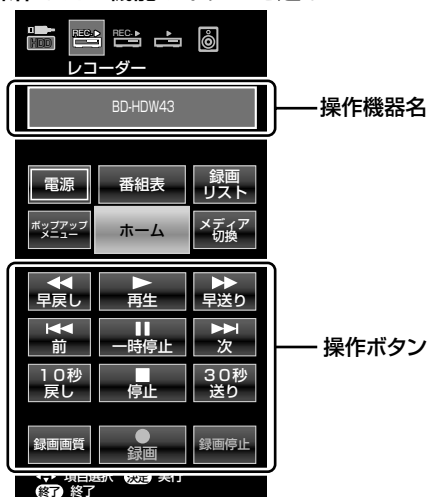 HDD REC. REC.
レコーダー
BD-HDW43
操作機器名
電源 番組表 録画
リスト
ポップアップ
メニュー ホーム メディア
切換
早戻し 再生 早送り
前 一時停止 次
操作ボタン
10秒
戻し 停止 30秒
送り
録画画質 録画 録画停止
項目選択 決定 実行
終了 終了